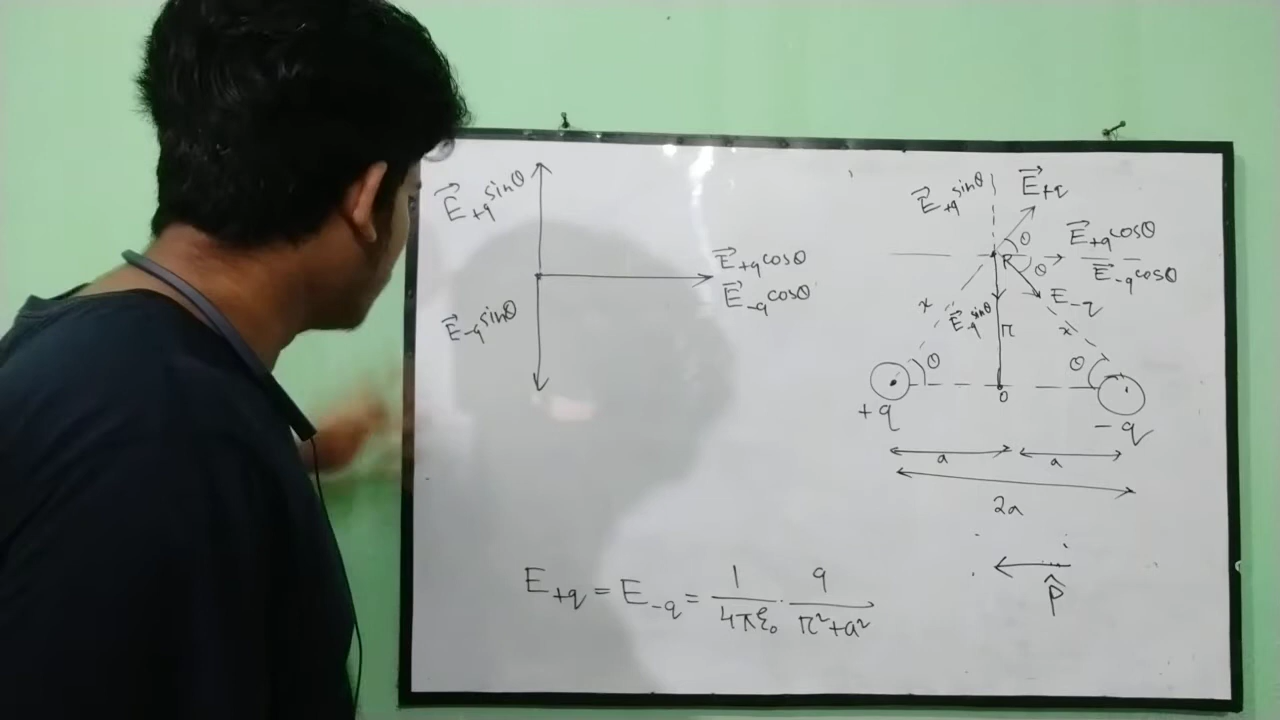 E⃗₊q sinθ
E⃗₊q cosθ
E⃗₋q cosθ
E⃗₋q sinθ
E₊q = E₋q = 1/4πε₀ · q/r²+a²
E⃗₊q sinθ
E⃗₊q
θ
E⃗₊q cosθ
R
θ
E⃗₋q cosθ
E₋q
x
E⃗₋q sinθ
r
x
θ
θ
+q
O
−q
a
a
2a
P̂